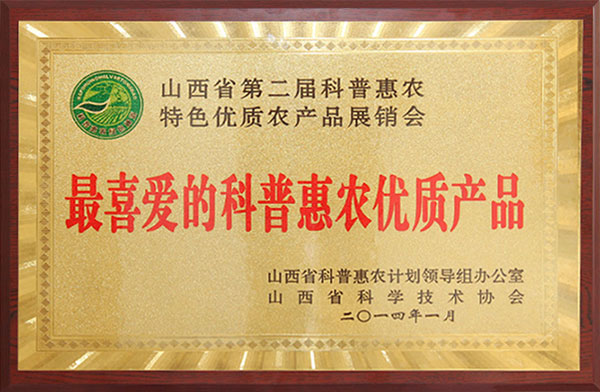 山西省第二届科普惠农
特色优质农产品展销会
最喜爱的科普惠农优质产品
山西省科普惠农计划领导组办公室
山西省科学技术协会
二〇一四年一月